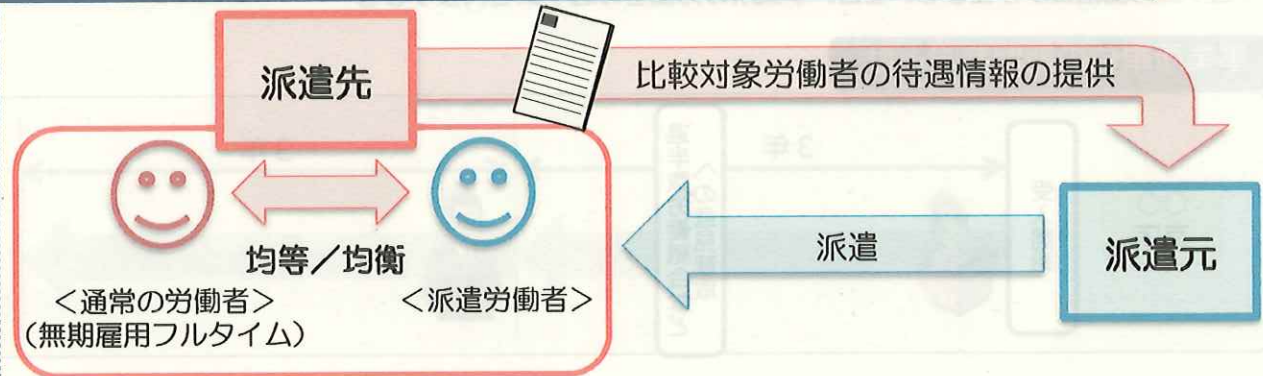 派遣先
比較対象労働者の待遇情報の提供
派遣
派遣元
均等／均衡
＜通常の労働者＞
（無期雇用フルタイム）
＜派遣労働者＞